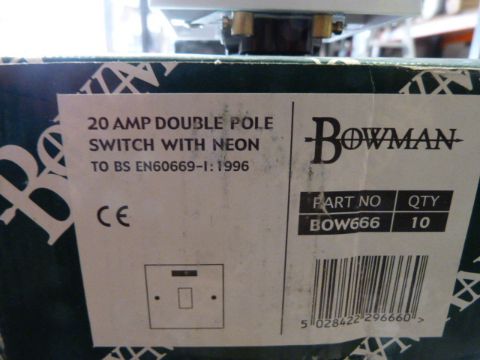 20 AMP DOUBLE POLE
SWITCH WITH NEON
TO BS EN60669-1:1996
CE
BOWMAN
PART NO QTY
BOW666 10
5 028422 296660 >
BOWMAN